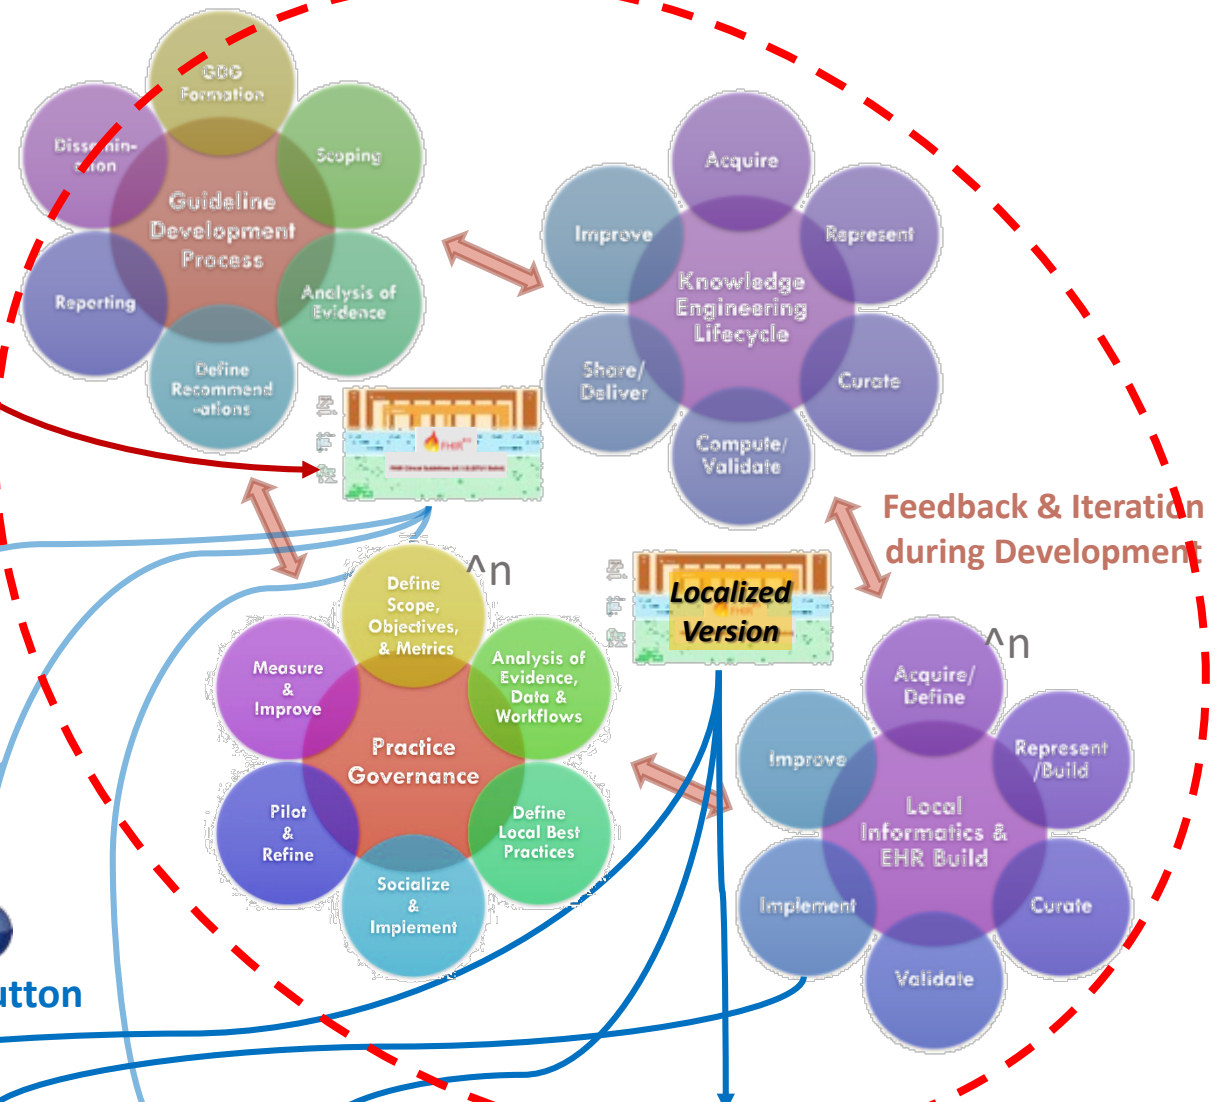 GDG
Formation
Scoping
Analysis of
Evidence
Define
Recommend
-ations
Reporting
Dissemin-
ation
Guideline
Development
Process
Acquire
Represent
Curate
Compute/
Validate
Share/
Deliver
Improve
Knowledge
Engineering
Lifecycle
FHIR
Feedback & Iteration
during Development
^n
Define
Scope,
Objectives,
& Metrics
Analysis of
Evidence,
Data &
Workflows
Define
Local Best
Practices
Socialize
&
Implement
Pilot
&
Refine
Measure
&
Improve
Practice
Governance
Localized
Version
FHIR
^n
Acquire/
Define
Represent
/Build
Curate
Validate
Implement
Improve
Local
Informatics &
EHR Build
utton